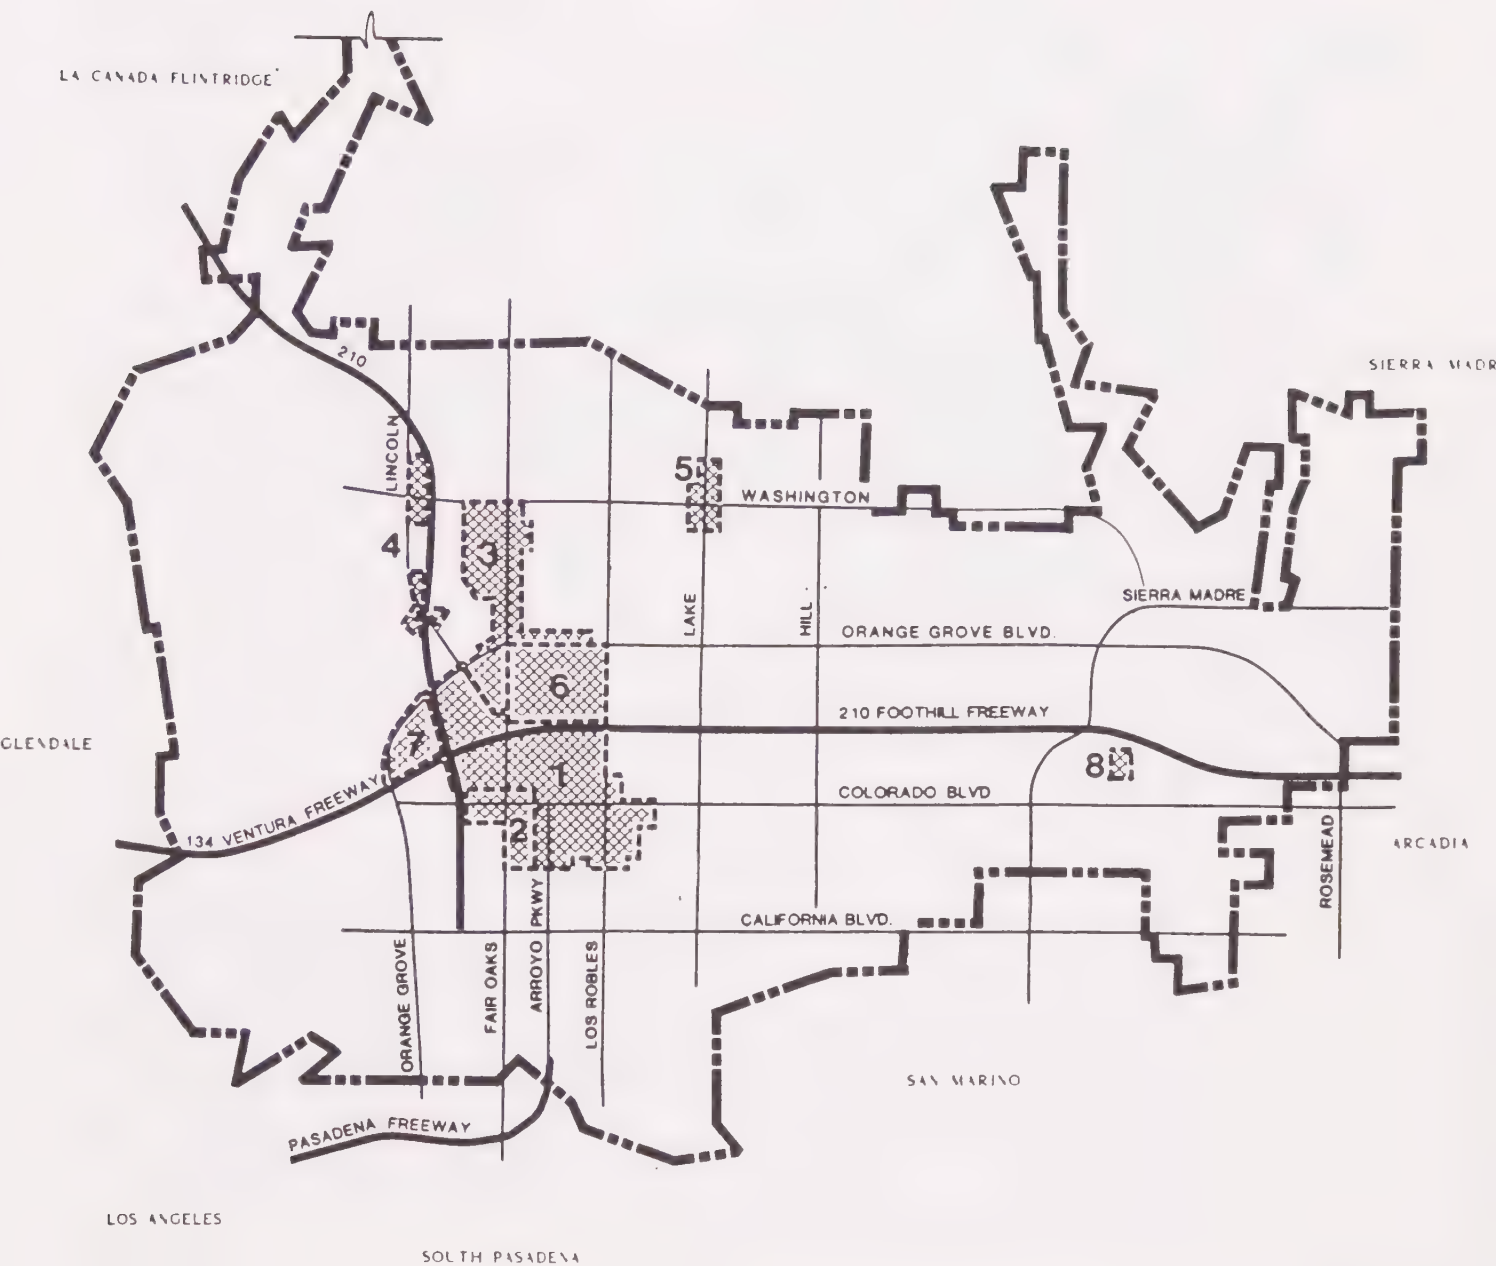 LA CANADA FLINTRIDGE
210
SIERRA MADR
LINCOLN
5
WASHINGTON
4
3
LAKE
HILL
SIERRA MADRE
ORANGE GROVE BLVD.
6
210 FOOTHILL FREEWAY
GLENDALE
7
1
8
134 VENTURA FREEWAY
COLORADO BLVD
2
ROSEMEAD
ARCADIA
CALIFORNIA BLVD.
ORANGE GROVE
FAIR OAKS
ARROYO PKWY
LOS ROBLES
SAN MARINO
PASADENA FREEWAY
LOS ANGELES
SOUTH PASADENA